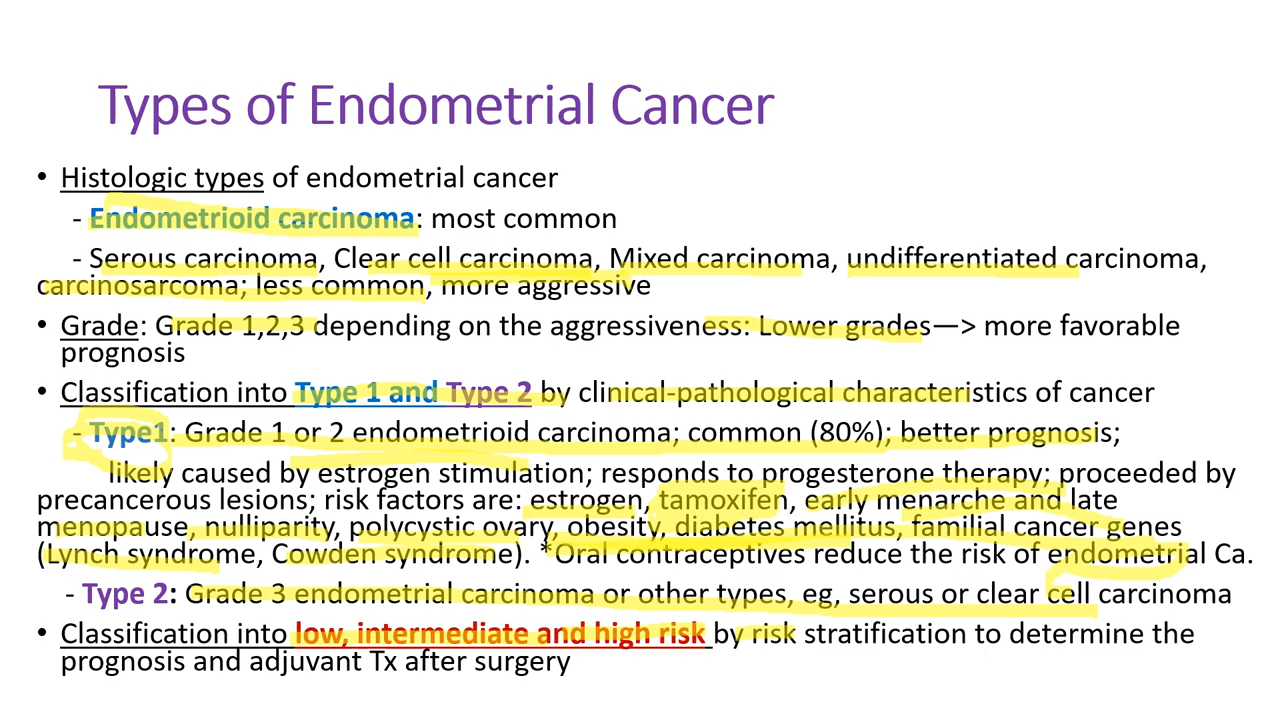 Types of Endometrial Cancer
• Histologic types of endometrial cancer
- Endometrioid carcinoma: most common
- Serous carcinoma, Clear cell carcinoma, Mixed carcinoma, undifferentiated carcinoma,
carcinosarcoma; less common, more aggressive
• Grade: Grade 1,2,3 depending on the aggressiveness: Lower grades—> more favorable
prognosis
• Classification into Type 1 and Type 2 by clinical-pathological characteristics of cancer
- Type1: Grade 1 or 2 endometrioid carcinoma; common (80%); better prognosis;
likely caused by estrogen stimulation; responds to progesterone therapy; proceeded by
precancerous lesions; risk factors are: estrogen, tamoxifen, early menarche and late
menopause, nulliparity, polycystic ovary, obesity, diabetes mellitus, familial cancer genes
(Lynch syndrome, Cowden syndrome). *Oral contraceptives reduce the risk of endometrial Ca.
- Type 2: Grade 3 endometrial carcinoma or other types, eg, serous or clear cell carcinoma
• Classification into low, intermediate and high risk by risk stratification to determine the
prognosis and adjuvant Tx after surgery